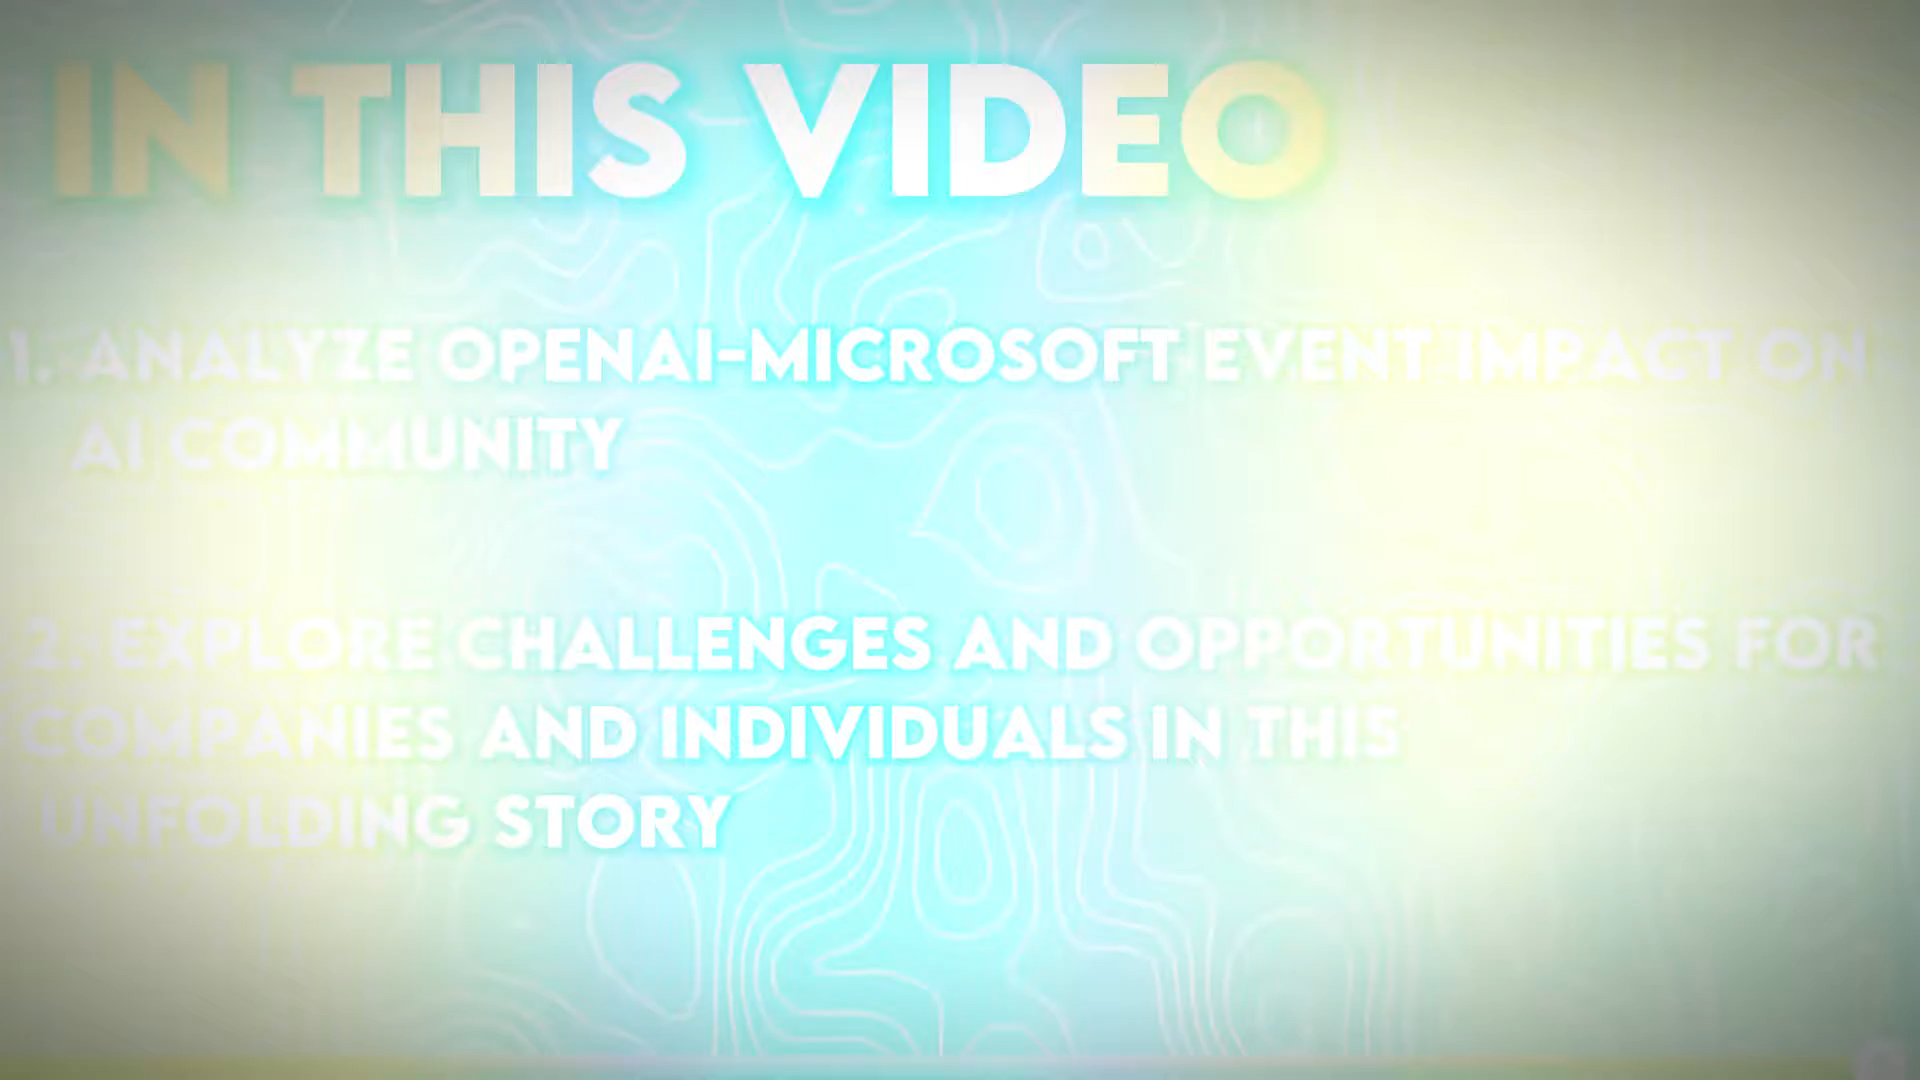 IN THIS VIDEO
1. ANALYZE OPENAI-MICROSOFT EVENT IMPACT ON
AI COMMUNITY
2. EXPLORE CHALLENGES AND OPPORTUNITIES FOR
COMPANIES AND INDIVIDUALS IN THIS
UNFOLDING STORY